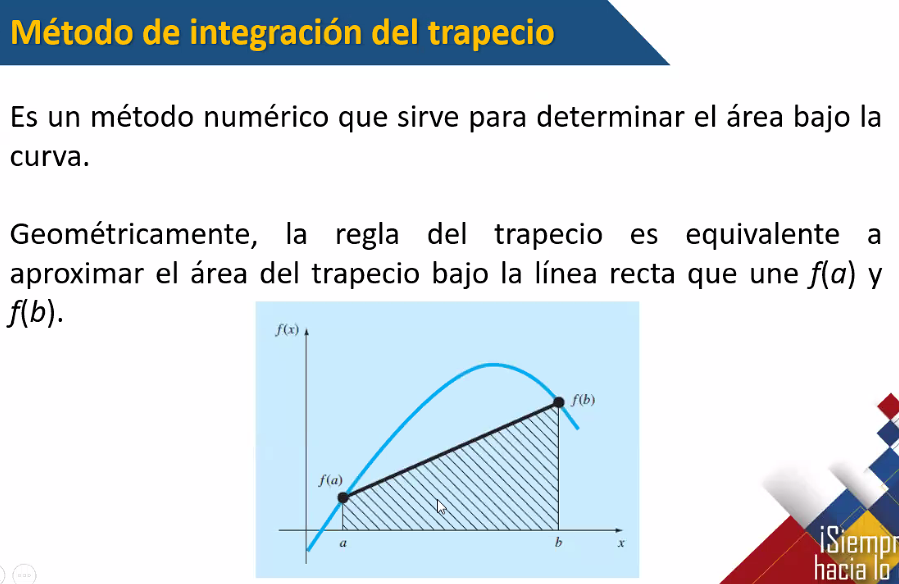 Método de integración del trapecio
Es un método numérico que sirve para determinar el área bajo la
curva.
Geométricamente, la regla del trapecio es equivalente a
aproximar el área del trapecio bajo la línea recta que une f(a) y
f(b).
f(x)
f(b)
f(a)
a
b
x
¡Siempr
hacia lo